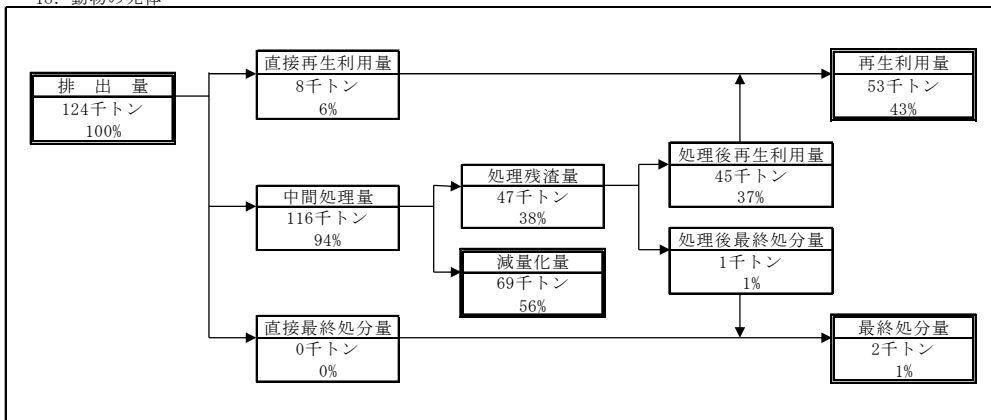 排 出 量
124千トン
100%
直接再生利用量
8千トン
6%
中間処理量
116千トン
94%
直接最終処分量
0千トン
0%
処理残渣量
47千トン
38%
減量化量
69千トン
56%
処理後再生利用量
45千トン
37%
処理後最終処分量
1千トン
1%
再生利用量
53千トン
43%
最終処分量
2千トン
1%